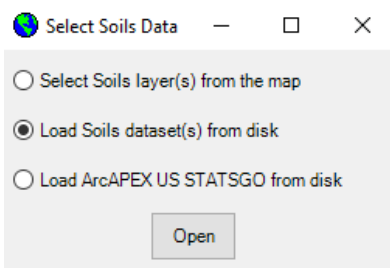 Select Soils Data
Select Soils layer(s) from the map
Load Soils dataset(s) from disk
Load ArcAPEX US STATSGO from disk
Open